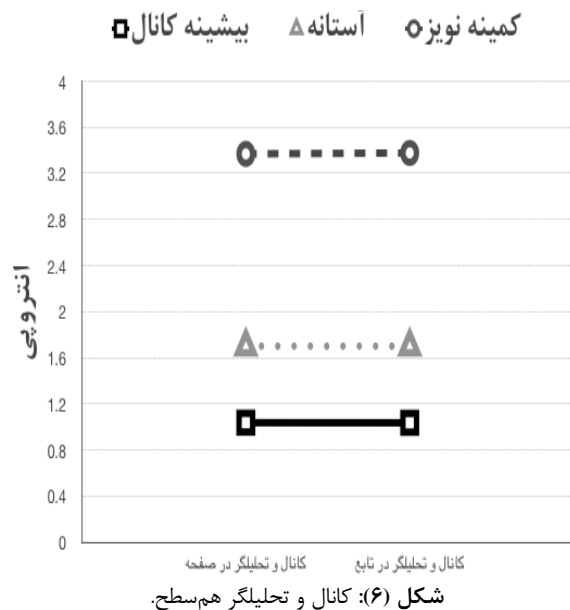 کمینه نویز آستانه بیشینه کانال
4
3.6
3.2
2.8
2.4
2
1.6
1.2
0.8
0.4
0
انتروپی
کانال و تحلیلگر در صفحه
کانال و تحلیلگر در تابع
شکل (۶): کانال و تحلیلگر هم‌سطح.